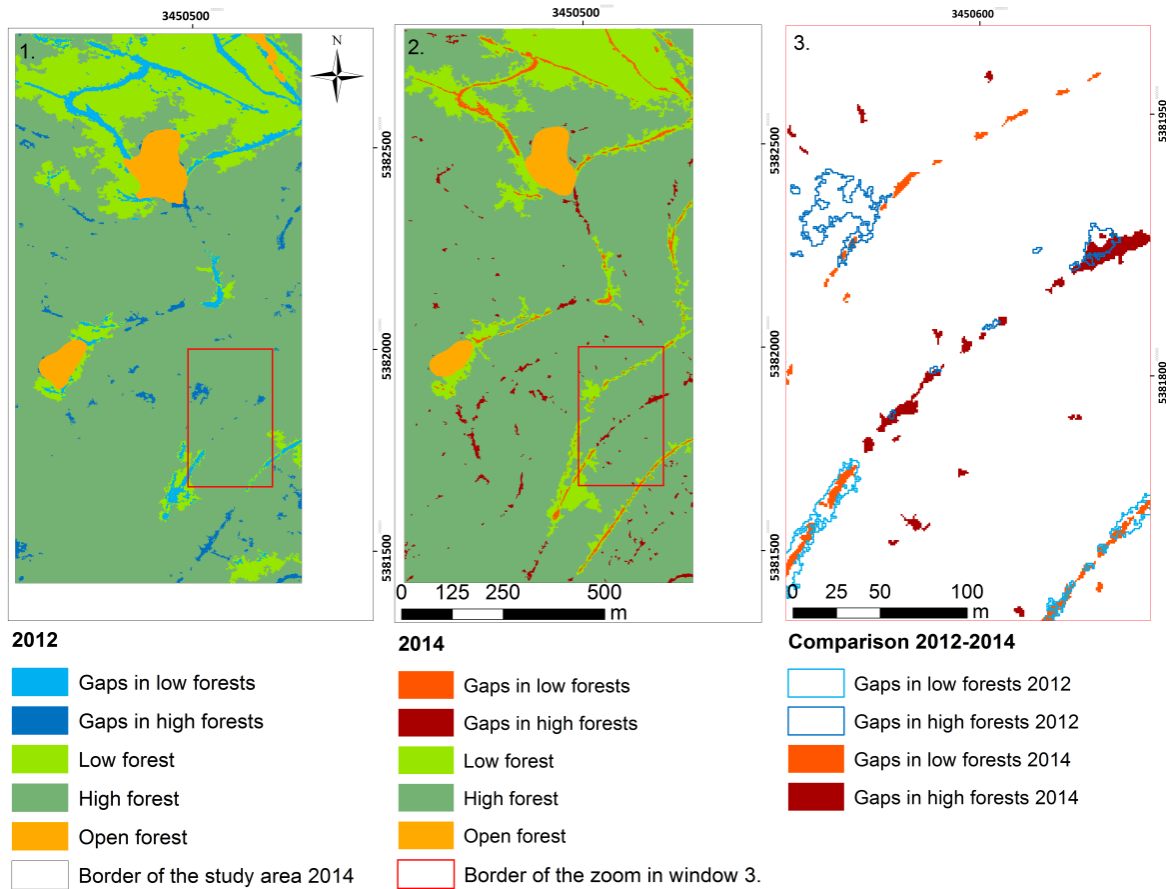 3450500
3450500
3450600
1.
N
2.
3.
5382500
5382000
5381500
5382500
5382000
5381500
5381950
5381800
0 125 250 500
m
0 25 50 100
m
2012
Gaps in low forests
Gaps in high forests
Low forest
High forest
Open forest
Border of the study area 2014
2014
Gaps in low forests
Gaps in high forests
Low forest
High forest
Open forest
Border of the zoom in window 3.
Comparison 2012-2014
Gaps in low forests 2012
Gaps in high forests 2012
Gaps in low forests 2014
Gaps in high forests 2014